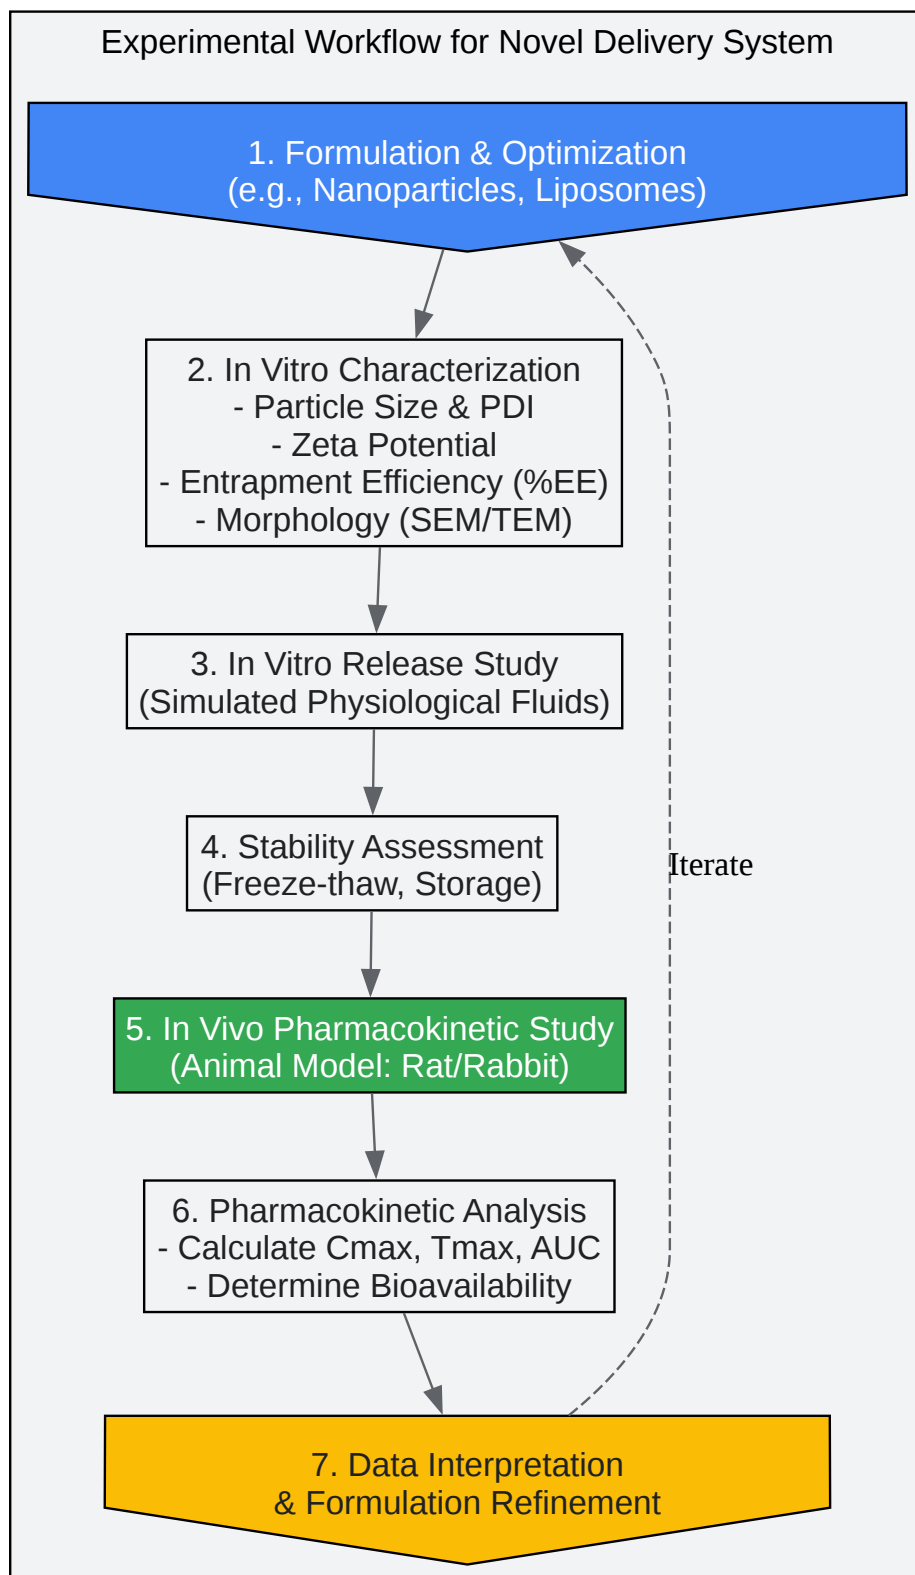 Experimental Workflow for Novel Delivery System
1. Formulation & Optimization
(e.g., Nanoparticles, Liposomes)
2. In Vitro Characterization
- Particle Size & PDI
- Zeta Potential
- Entrapment Efficiency (%EE)
- Morphology (SEM/TEM)
3. In Vitro Release Study
(Simulated Physiological Fluids)
4. Stability Assessment
(Freeze-thaw, Storage)
Iterate
5. In Vivo Pharmacokinetic Study
(Animal Model: Rat/Rabbit)
6. Pharmacokinetic Analysis
- Calculate Cmax, Tmax, AUC
- Determine Bioavailability
7. Data Interpretation
& Formulation Refinement